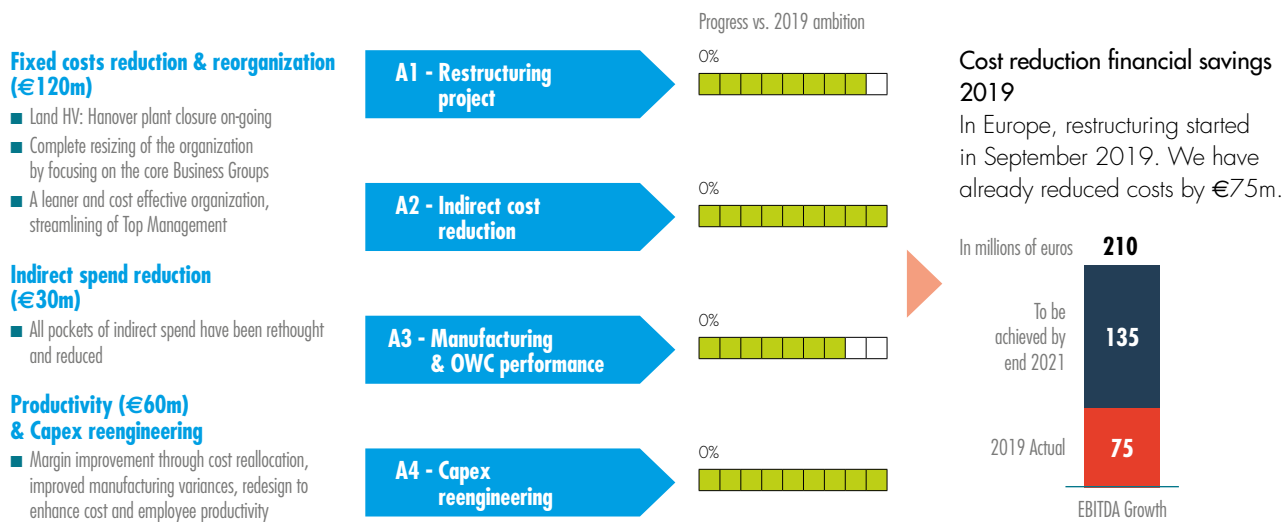 Progress vs. 2019 ambition
Fixed costs reduction & reorganization
(€120m)
■ Land HV: Hanover plant closure on-going
■ Complete resizing of the organization
by focusing on the core Business Groups
■ A leaner and cost effective organization,
streamlining of Top Management
Indirect spend reduction
(€30m)
■ All pockets of indirect spend have been rethought
and reduced
Productivity (€60m)
& Capex reengineering
■ Margin improvement through cost reallocation,
improved manufacturing variances, redesign to
enhance cost and employee productivity
A1 - Restructuring
project
0%
A2 - Indirect cost
reduction
0%
A3 - Manufacturing
& OWC performance
0%
A4 - Capex
reengineering
0%
Cost reduction financial savings
2019
In Europe, restructuring started
in September 2019. We have
already reduced costs by €75m.
In millions of euros
210
To be
achieved by
end 2021
135
2019 Actual
75
EBITDA Growth